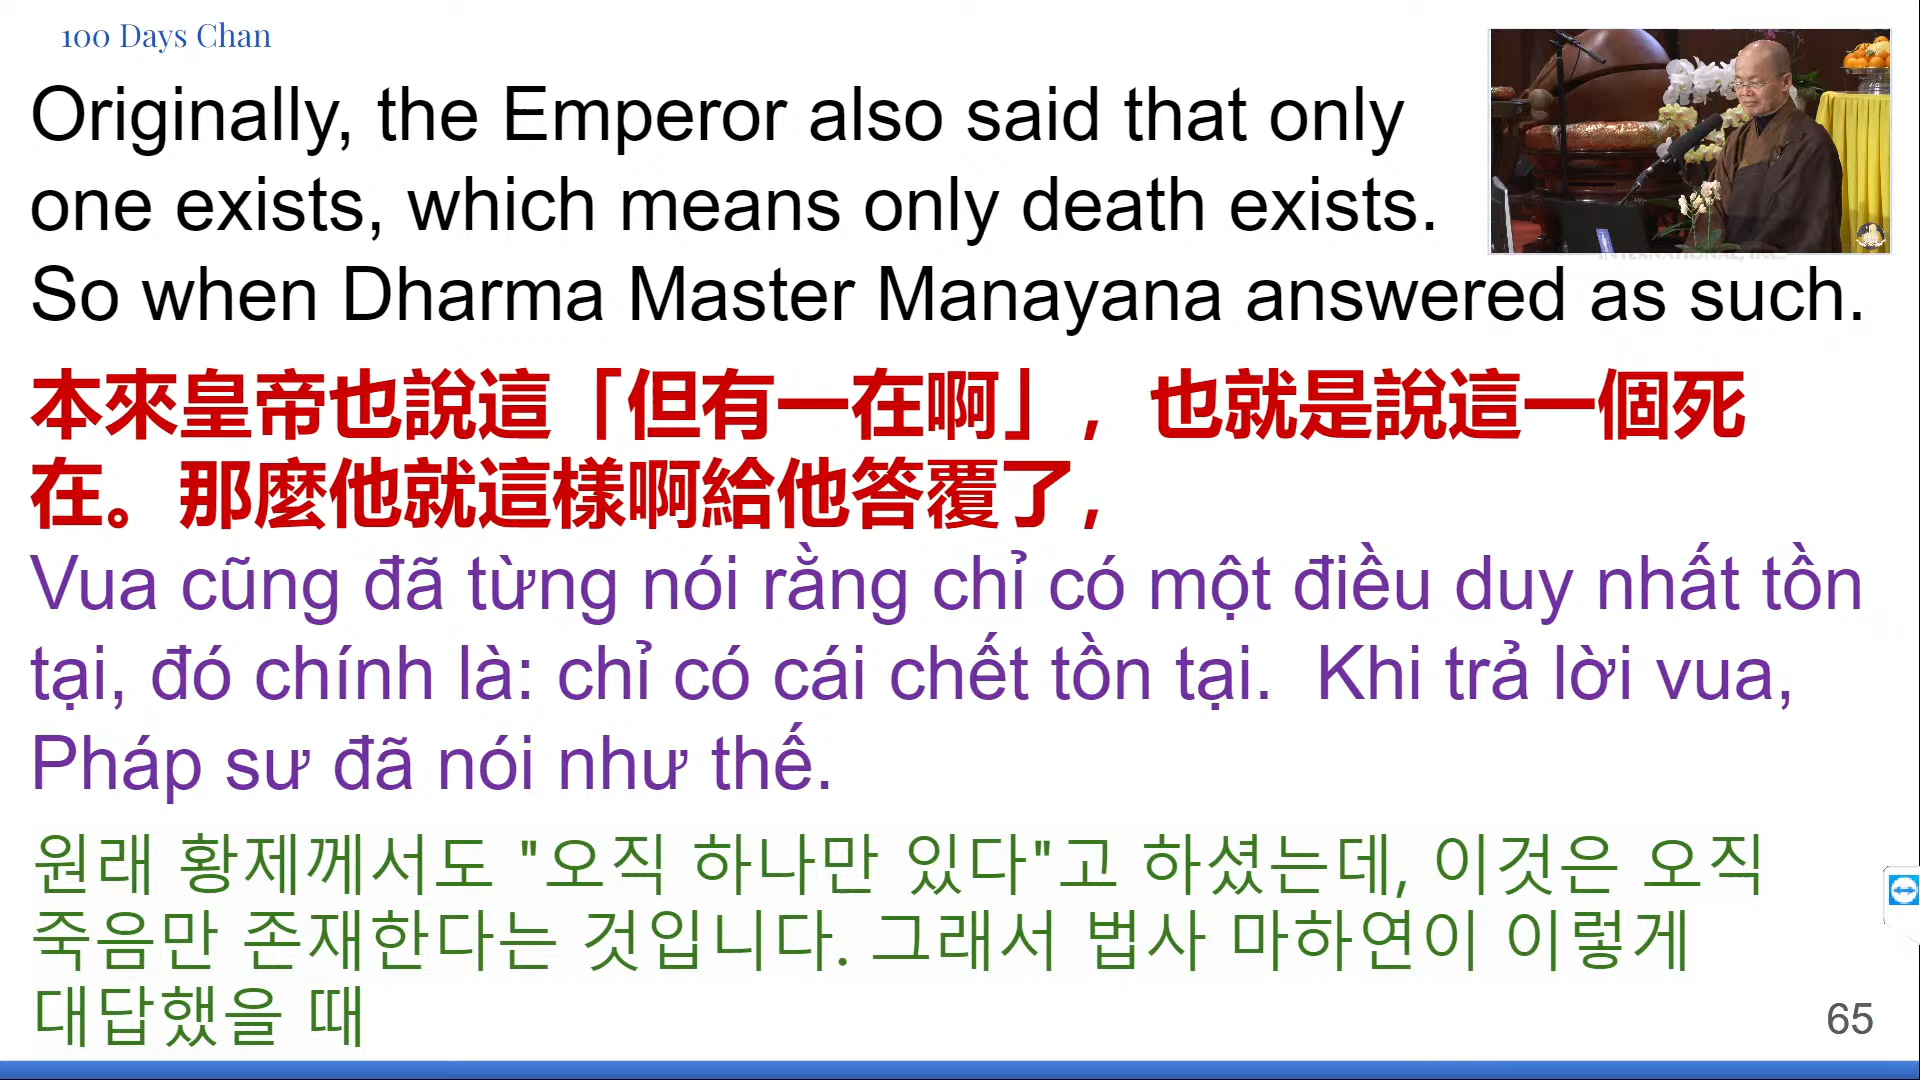 100 Days Chan
Originally, the Emperor also said that only
one exists, which means only death exists.
So when Dharma Master Manayana answered as such.
本來皇帝也說這「但有一在啊」，也就是說這一個死
在。那麼他就這樣啊給他答覆了，
Vua cũng đã từng nói rằng chỉ có một điều duy nhất tồn
tại, đó chính là: chỉ có cái chết tồn tại.  Khi trả lời vua,
Pháp sư đã nói như thế.
원래 황제께서도 "오직 하나만 있다"고 하셨는데, 이것은 오직
죽음만 존재한다는 것입니다. 그래서 법사 마하연이 이렇게
대답했을 때
65